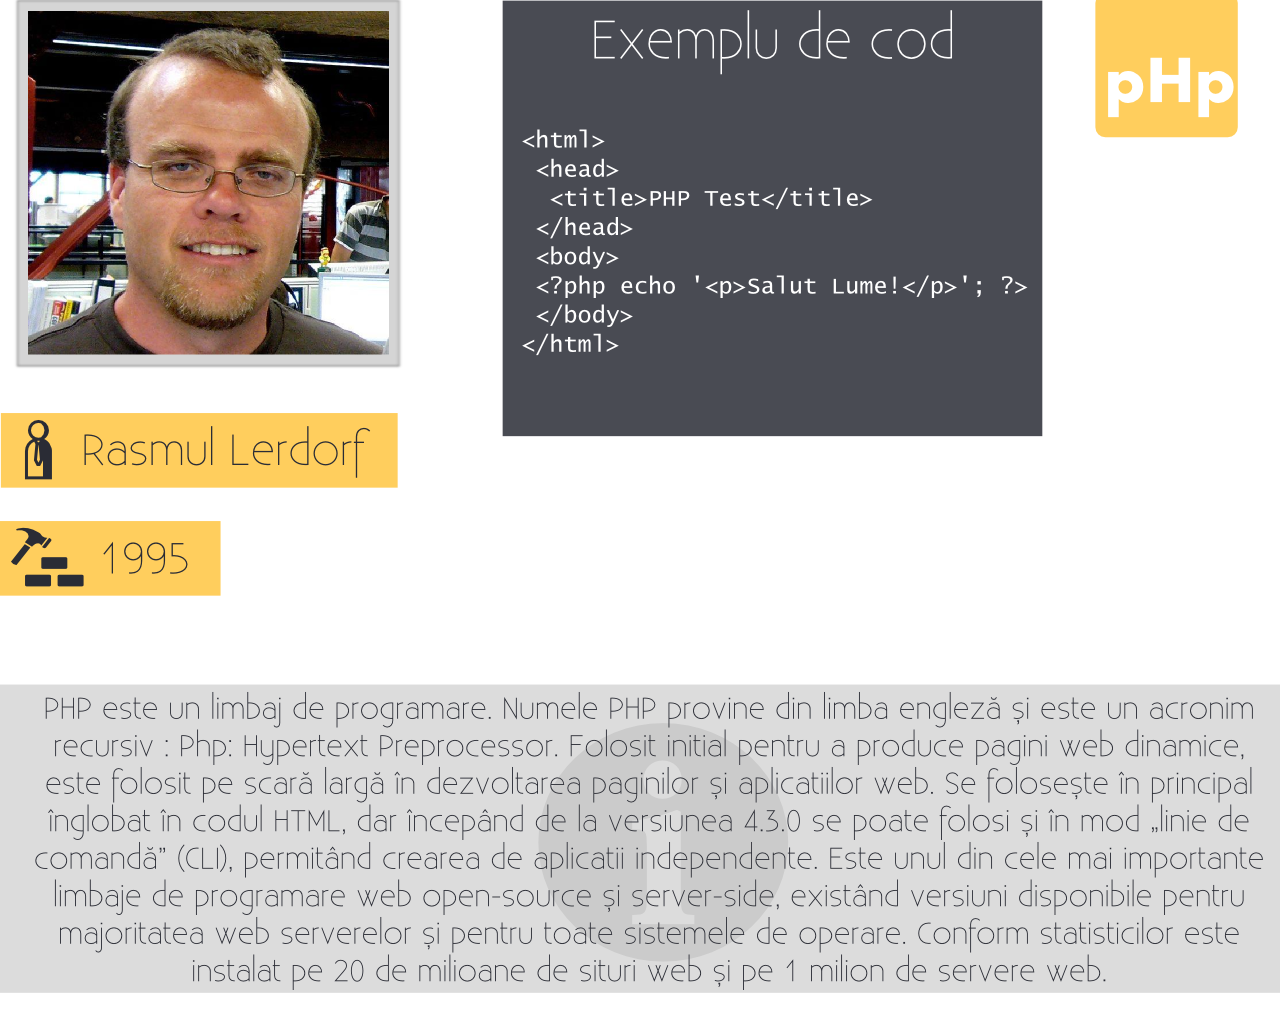 Exemplu de cod
pHp
<html>
<head>
<title>PHP Test</title>
</head>
<body>
<?php echo '<p>Salut Lume!</p>'; ?>
</body>
</html>
Rasmul Lerdorf
1995
PHP este un limbaj de programare. Numele PHP provine din limba engleză și este un acronim
recursiv : Php: Hypertext Preprocessor. Folosit initial pentru a produce pagini web dinamice,
este folosit pe scară largă în dezvoltarea paginilor și aplicatiilor web. Se folosește în principal
înglobat în codul HTML, dar începând de la versiunea 4.3.0 se poate folosi și în mod „linie de
comandă” (CLI), permitând crearea de aplicatii independente. Este unul din cele mai importante
limbaje de programare web open-source și server-side, existând versiuni disponibile pentru
majoritatea web serverelor și pentru toate sistemele de operare. Conform statisticilor este
instalat pe 20 de milioane de situri web și pe 1 milion de servere web.